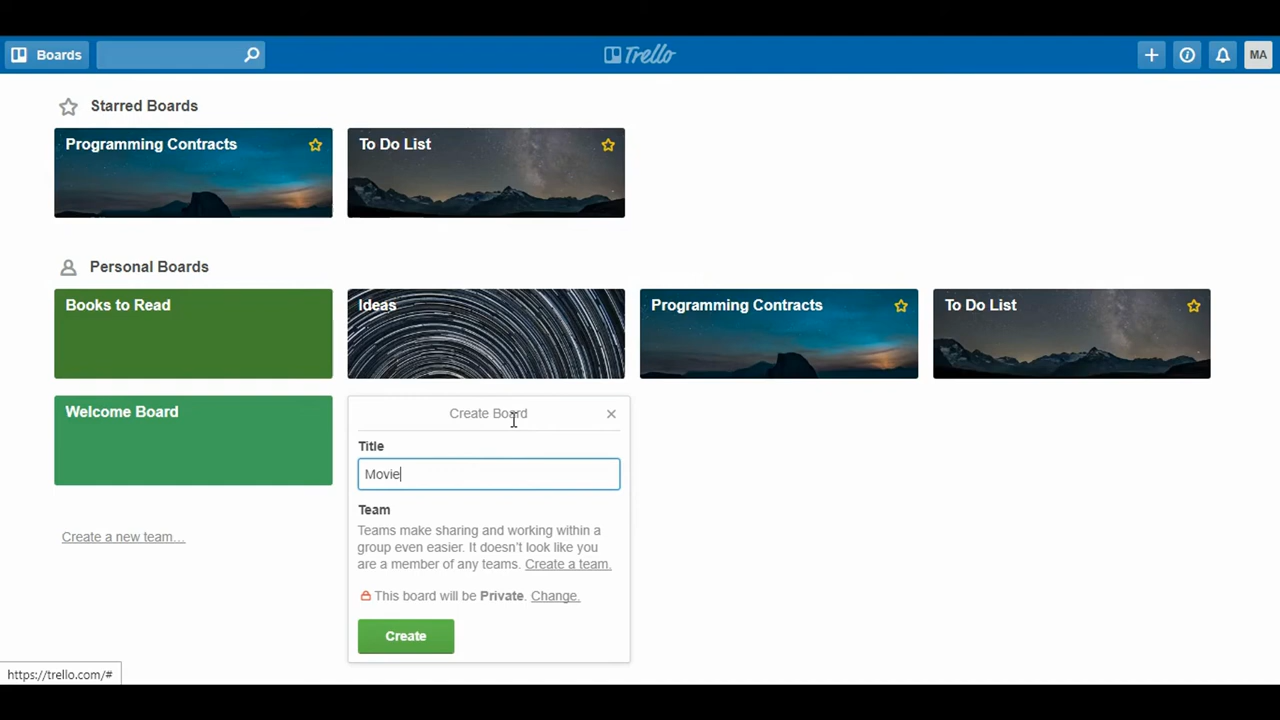 Boards
Trello
MA
Starred Boards
Programming Contracts
To Do List
Personal Boards
Books to Read
Ideas
Programming Contracts
To Do List
Welcome Board
Create Board
Title
Movie
Team
Teams make sharing and working within a
group even easier. It doesn't look like you
are a member of any teams. Create a team.
This board will be Private. Change.
Create
Create a new team…
https://trello.com/#